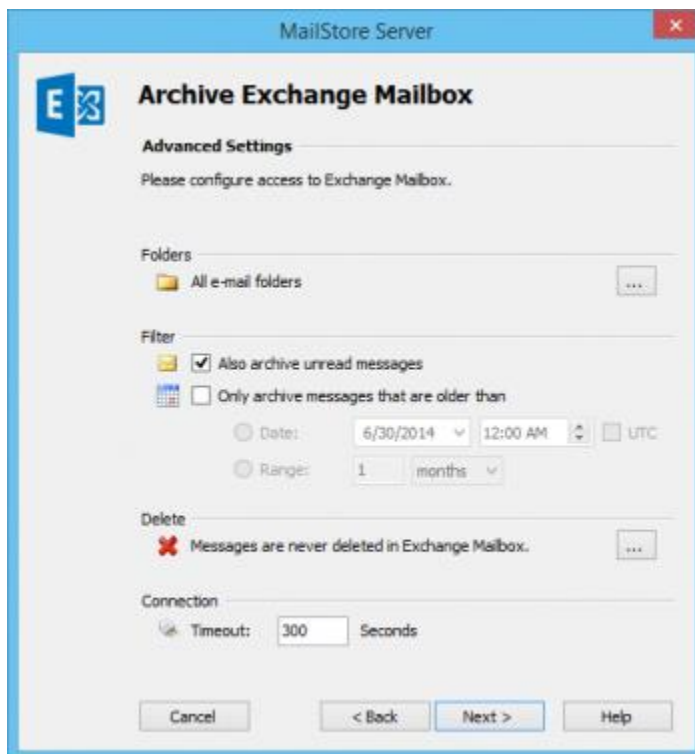 MailStore Server
E
Archive Exchange Mailbox
Advanced Settings
Please configure access to Exchange Mailbox.
Folders
All e-mail folders
...
Filter
Also archive unread messages
Only archive messages that are older than
Date: 6/30/2014 12:00 AM UTC
Range: 1 months
Delete
Messages are never deleted in Exchange Mailbox.
...
Connection
Timeout: 300 Seconds
Cancel < Back Next > Help